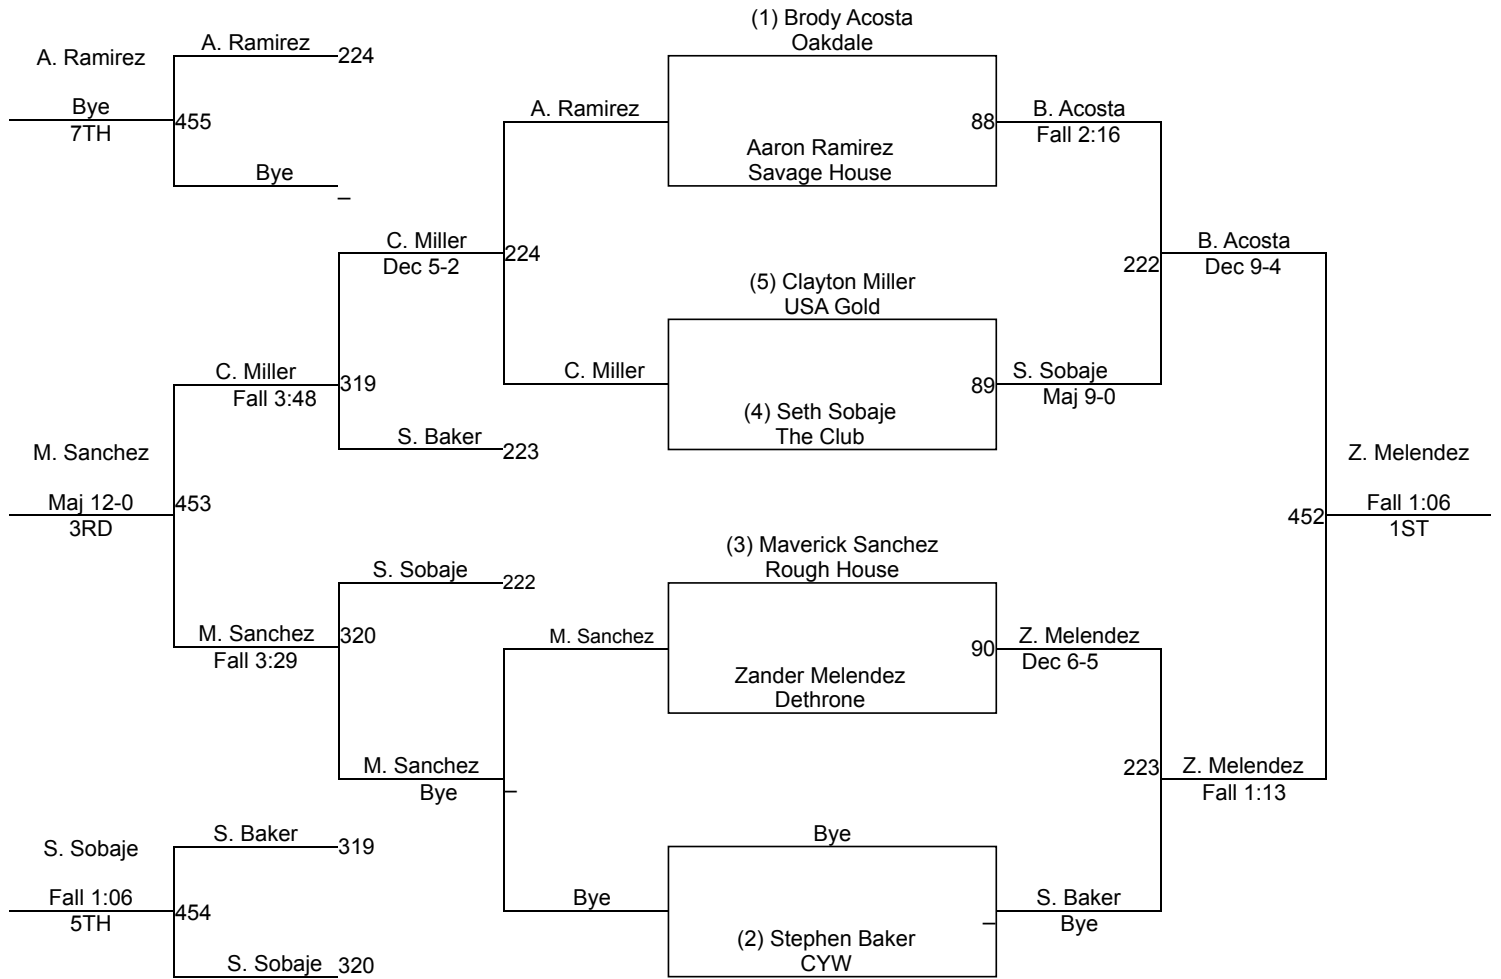 (1) Brody Acosta
Oakdale
A. Ramirez
224
A. Ramirez
Bye
7TH
455
Bye
_
A. Ramirez
88
B. Acosta
Fall 2:16
Aaron Ramirez
Savage House
C. Miller
Dec 5-2
224
222
B. Acosta
Dec 9-4
(5) Clayton Miller
USA Gold
C. Miller
Fall 3:48
319
C. Miller
89
S. Sobaje
Maj 9-0
(4) Seth Sobaje
The Club
S. Baker
223
M. Sanchez
Maj 12-0
3RD
453
Z. Melendez
452
Fall 1:06
1ST
(3) Maverick Sanchez
Rough House
S. Sobaje
222
M. Sanchez
Fall 3:29
320
M. Sanchez
90
Z. Melendez
Dec 6-5
Zander Melendez
Dethrone
M. Sanchez
Bye
_
223
Z. Melendez
Fall 1:13
Bye
S. Baker
319
S. Sobaje
Fall 1:06
5TH
454
Bye
_
S. Baker
Bye
(2) Stephen Baker
CYW
S. Sobaje
320